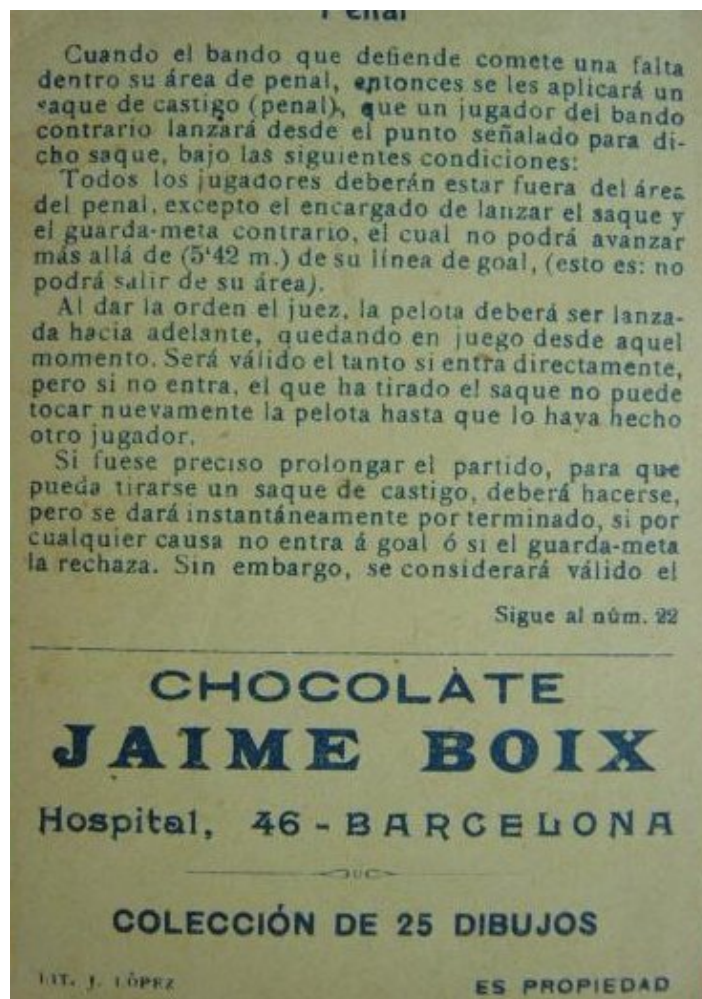 Penal
Cuando el bando que defiende comete una falta
dentro su área de penal, entonces se les aplicará un
saque de castigo (penal), que un jugador del bando
contrario lanzará desde el punto señalado para di-
cho saque, bajo las siguientes condiciones:
Todos los jugadores deberán estar fuera del área
del penal, excepto el encargado de lanzar el saque y
el guarda-meta contrario, el cual no podrá avanzar
más allá de (5'42 m.) de su línea de goal, (esto es: no
podrá salir de su área).
Al dar la orden el juez, la pelota deberá ser lanza-
da hacia adelante, quedando en juego desde aquel
momento. Será válido el tanto si entra directamente,
pero si no entra, el que ha tirado el saque no puede
tocar nuevamente la pelota hasta que lo haya hecho
otro jugador.
Si fuese preciso prolongar el partido, para que
pueda tirarse un saque de castigo, deberá hacerse,
pero se dará instantáneamente por terminado, si por
cualquier causa no entra á goal ó si el guarda-meta
la rechaza. Sin embargo, se considerará válido el
Sigue al núm. 22
CHOCOLATE
JAIME BOIX
Hospital, 46 - BARCELONA
COLECCIÓN DE 25 DIBUJOS
LIT. J. LÓPEZ
ES PROPIEDAD